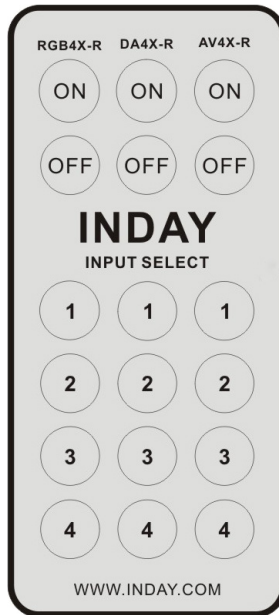 RGB4X-R DA4X-R AV4X-R
ON ON ON
OFF OFF OFF
INDAY
INPUT SELECT
1 1 1
2 2 2
3 3 3
4 4 4
WWW.INDAY.COM